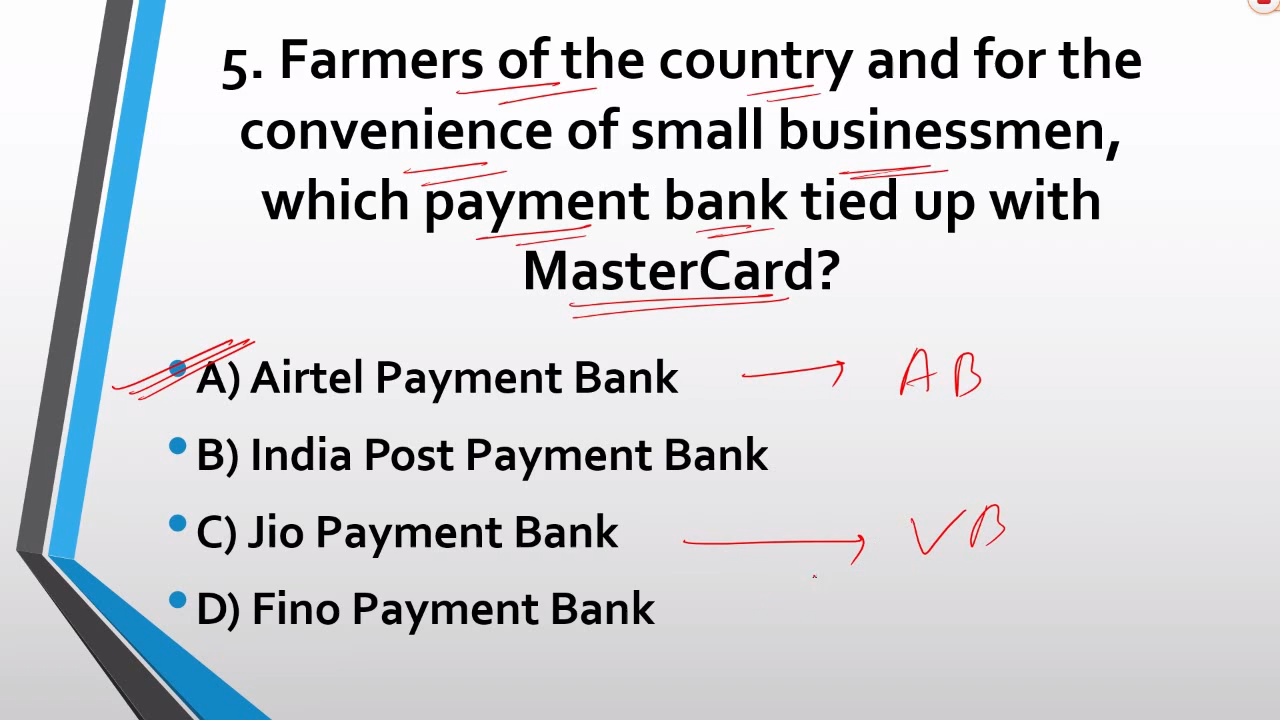 5. Farmers of the country and for the
convenience of small businessmen,
which payment bank tied up with
MasterCard?
A) Airtel Payment Bank
AB
B) India Post Payment Bank
C) Jio Payment Bank
VB
D) Fino Payment Bank